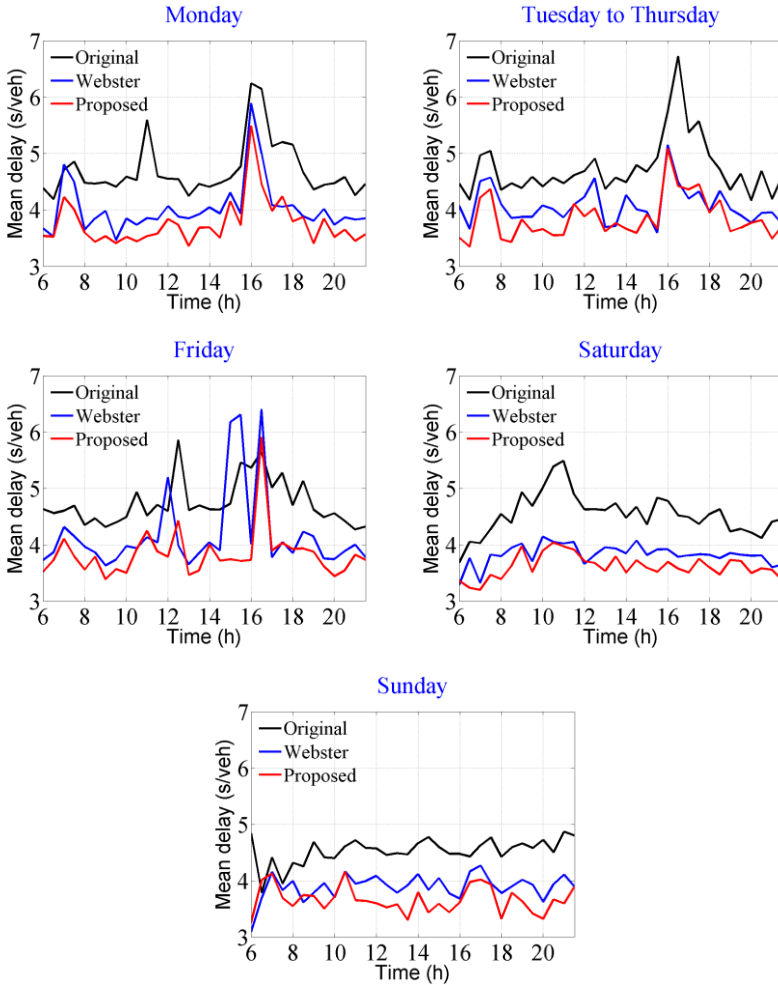 Monday
Mean delay (s/veh)
7
6
5
4
3
Original
Webster
Proposed
6 8 10 12 14 16 18 20
Time (h)
Tuesday to Thursday
Mean delay (s/veh)
7
6
5
4
3
Original
Webster
Proposed
6 8 10 12 14 16 18 20
Time (h)
Friday
Mean delay (s/veh)
7
6
5
4
3
Original
Webster
Proposed
6 8 10 12 14 16 18 20
Time (h)
Saturday
Mean delay (s/veh)
7
6
5
4
3
Original
Webster
Proposed
6 8 10 12 14 16 18 20
Time (h)
Sunday
Mean delay (s/veh)
7
6
5
4
3
Original
Webster
Proposed
6 8 10 12 14 16 18 20
Time (h)